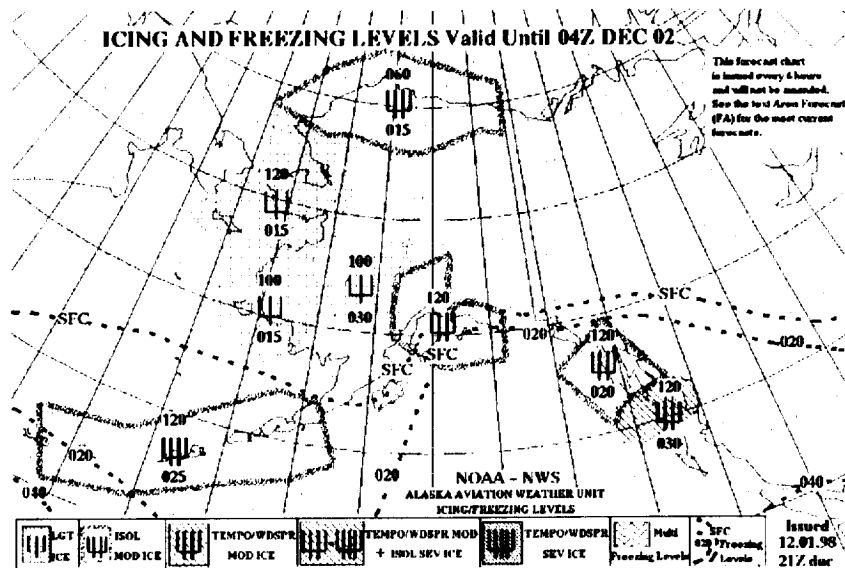 ICING AND FREEZING LEVELS Valid Until 04Z DEC 02
This forecast chart
is issued every 6 hours
and will not be amended.
See the text Area Forecast
(FA) for the most current
forecasts.
060
015
120
015
100
015
100
030
120
SFC
SFC
SFC
SFC
020
020
120
020
120
030
120
025
020
040
020
040
NOAA - NWS
ALASKA AVIATION WEATHER UNIT
ICING/FREEZING LEVELS
LGT ICE
ISOL MOD ICE
TEMPO/WDSPR MOD ICE
TEMPO/WDSPR MOD + ISOL SEV ICE
TEMPO/WDSPR SEV ICE
Multi Freezing Levels
SFC
020 Freezing Levels
Issued
12.01.98
21Z